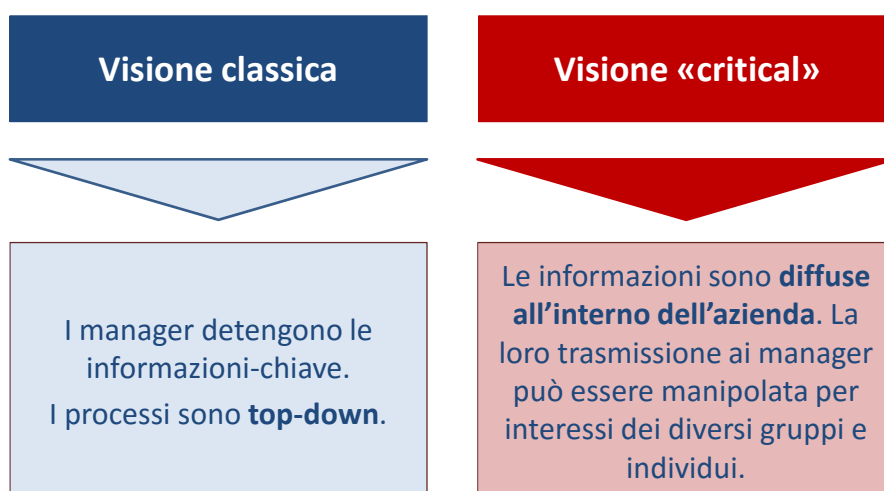 Visione classica
Visione «critical»
I manager detengono le
informazioni-chiave.
I processi sono top-down.
Le informazioni sono diffuse
all’interno dell’azienda. La
loro trasmissione ai manager
può essere manipolata per
interessi dei diversi gruppi e
individui.